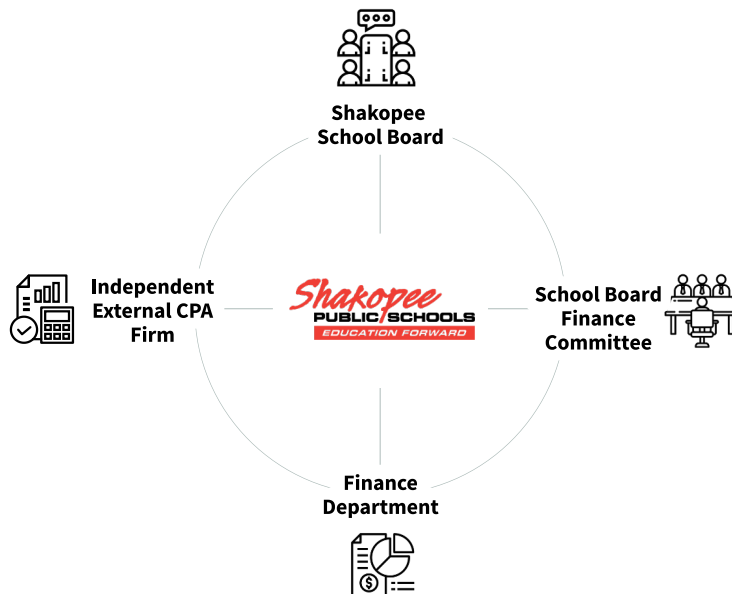 Shakopee
School Board
Independent
External CPA
Firm
Shakopee
PUBLIC SCHOOLS
EDUCATION FORWARD
School Board
Finance
Committee
Finance
Department
$